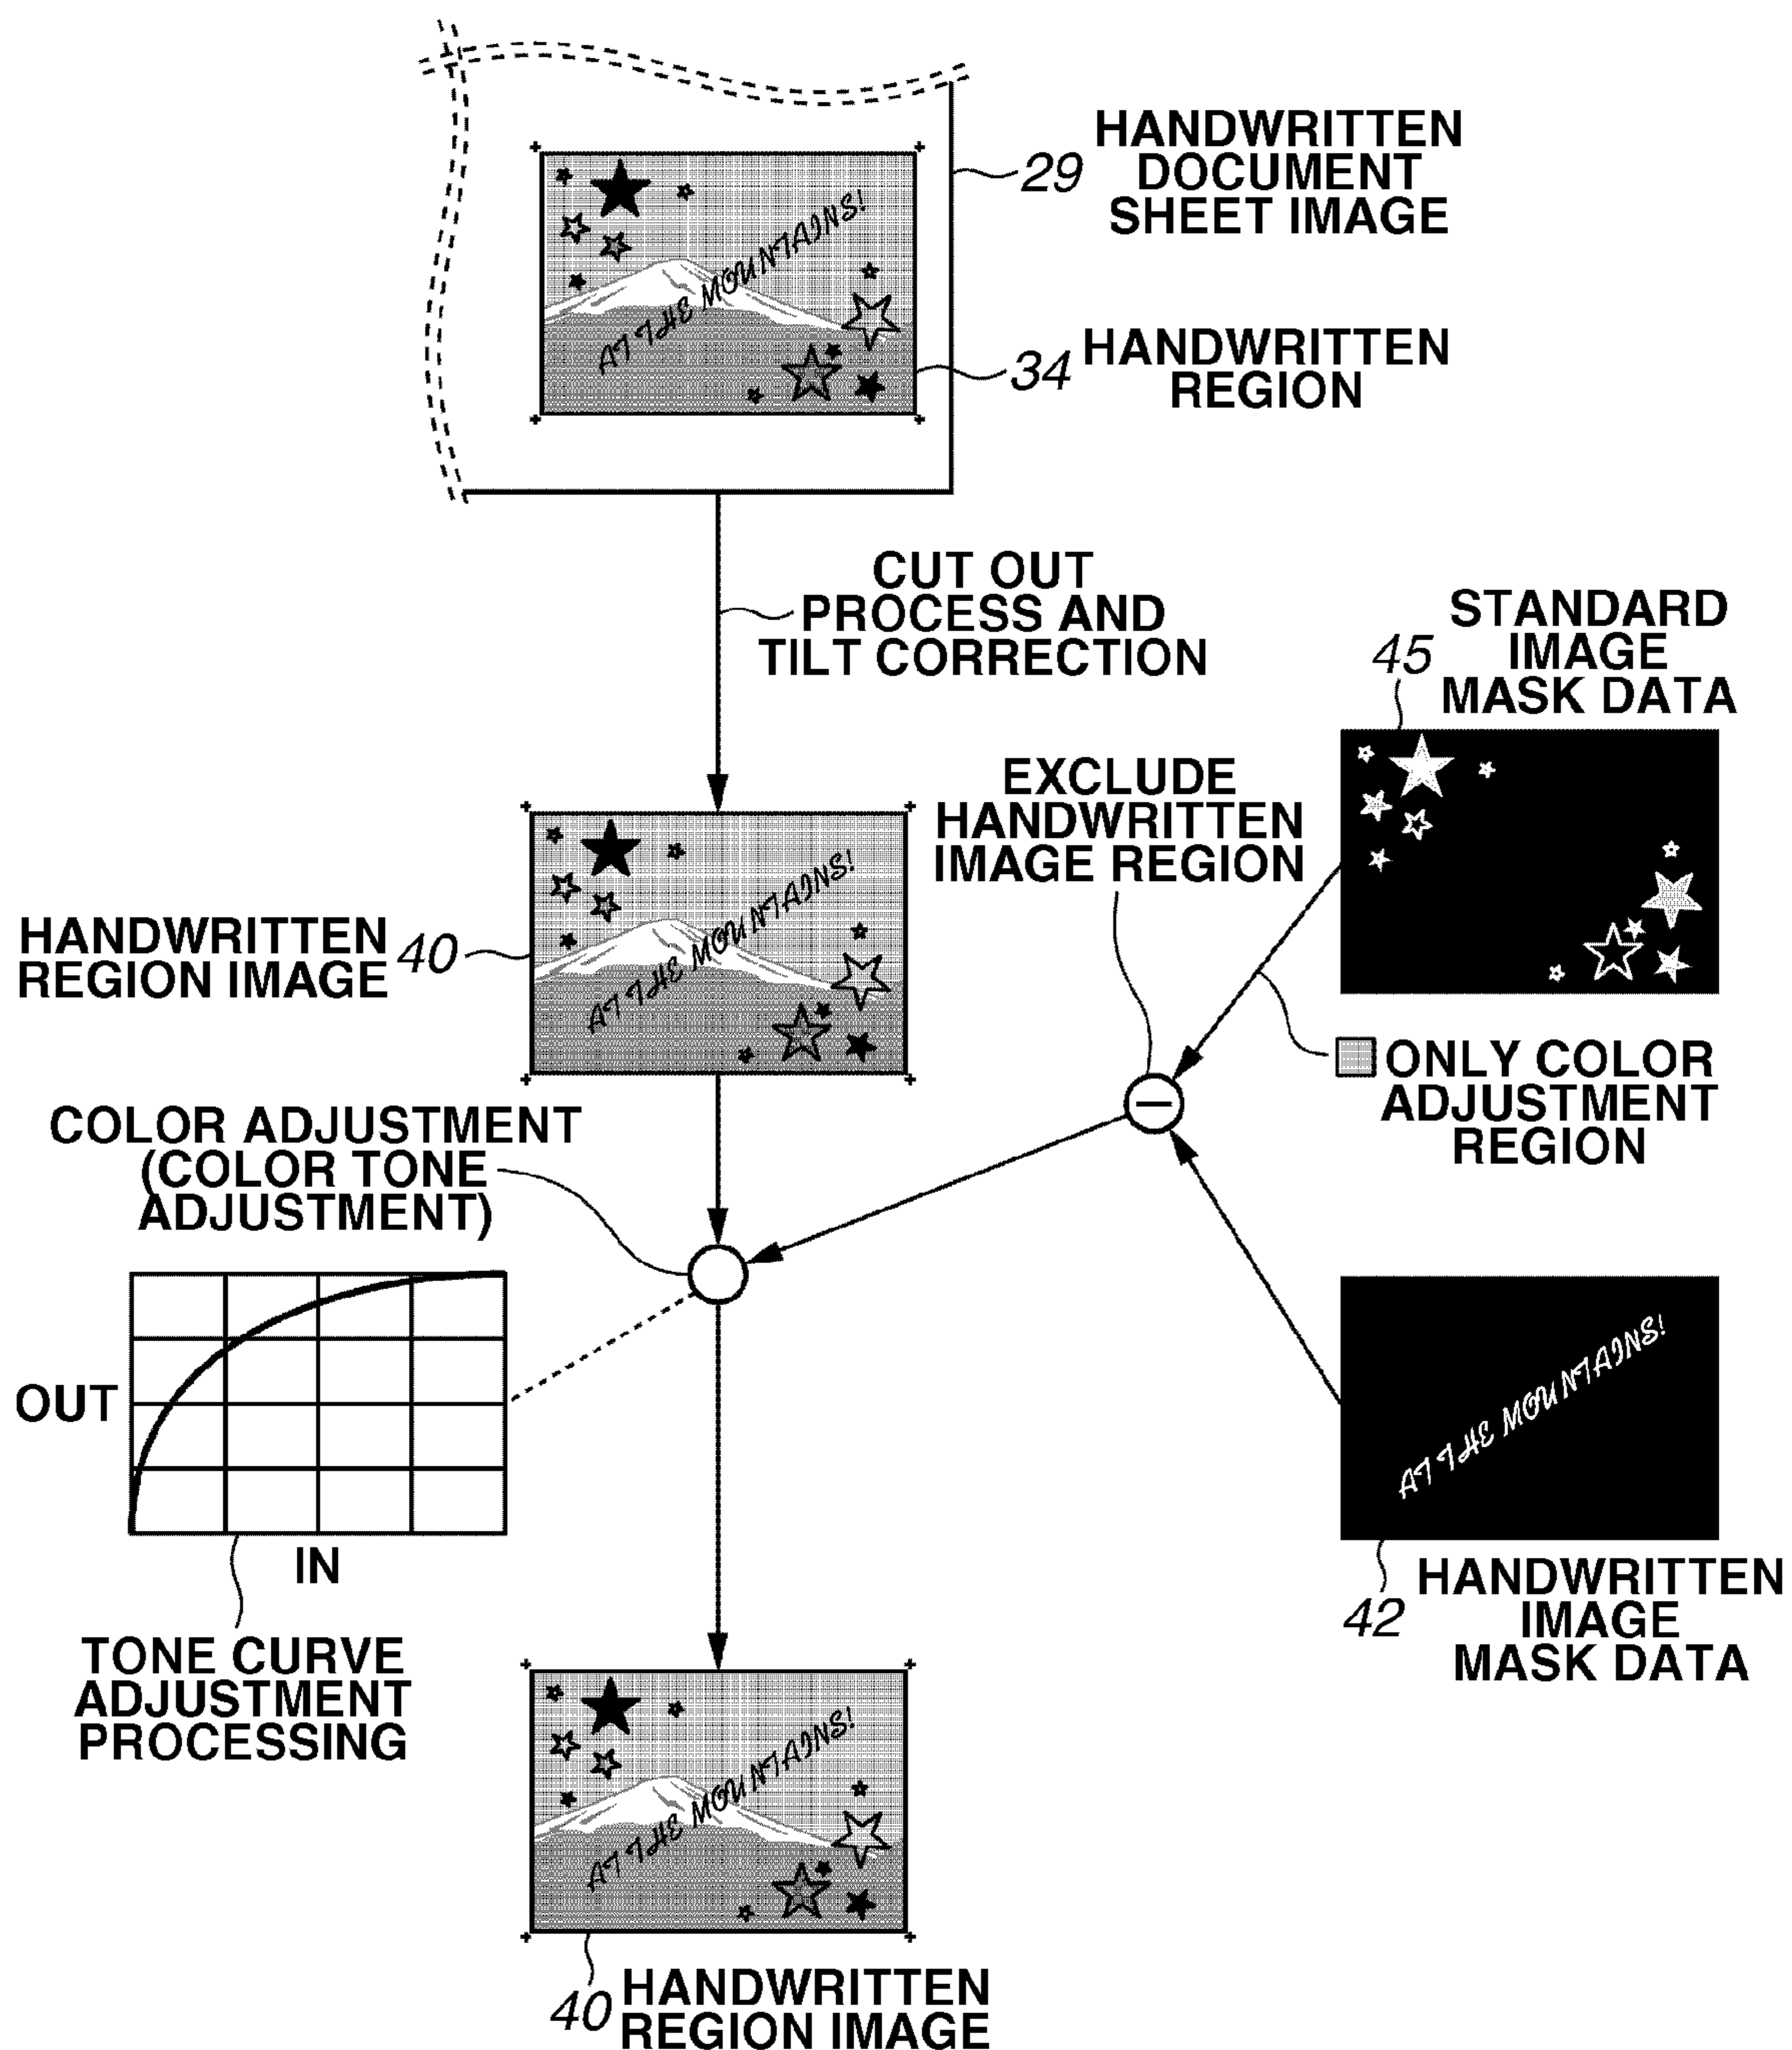 HANDWRITTEN
DOCUMENT
SHEET IMAGE
29
AT THE MOUNTAINS!
34
HANDWRITTEN
REGION
CUT OUT
PROCESS AND
TILT CORRECTION
STANDARD
IMAGE
MASK DATA
45
EXCLUDE
HANDWRITTEN
IMAGE REGION
AT THE MOUNTAINS!
HANDWRITTEN
REGION IMAGE
40
ONLY COLOR
ADJUSTMENT
REGION
COLOR ADJUSTMENT
(COLOR TONE
ADJUSTMENT)
OUT
IN
TONE CURVE
ADJUSTMENT
PROCESSING
AT THE MOUNTAINS!
42
HANDWRITTEN
IMAGE
MASK DATA
AT THE MOUNTAINS!
40
HANDWRITTEN
REGION IMAGE